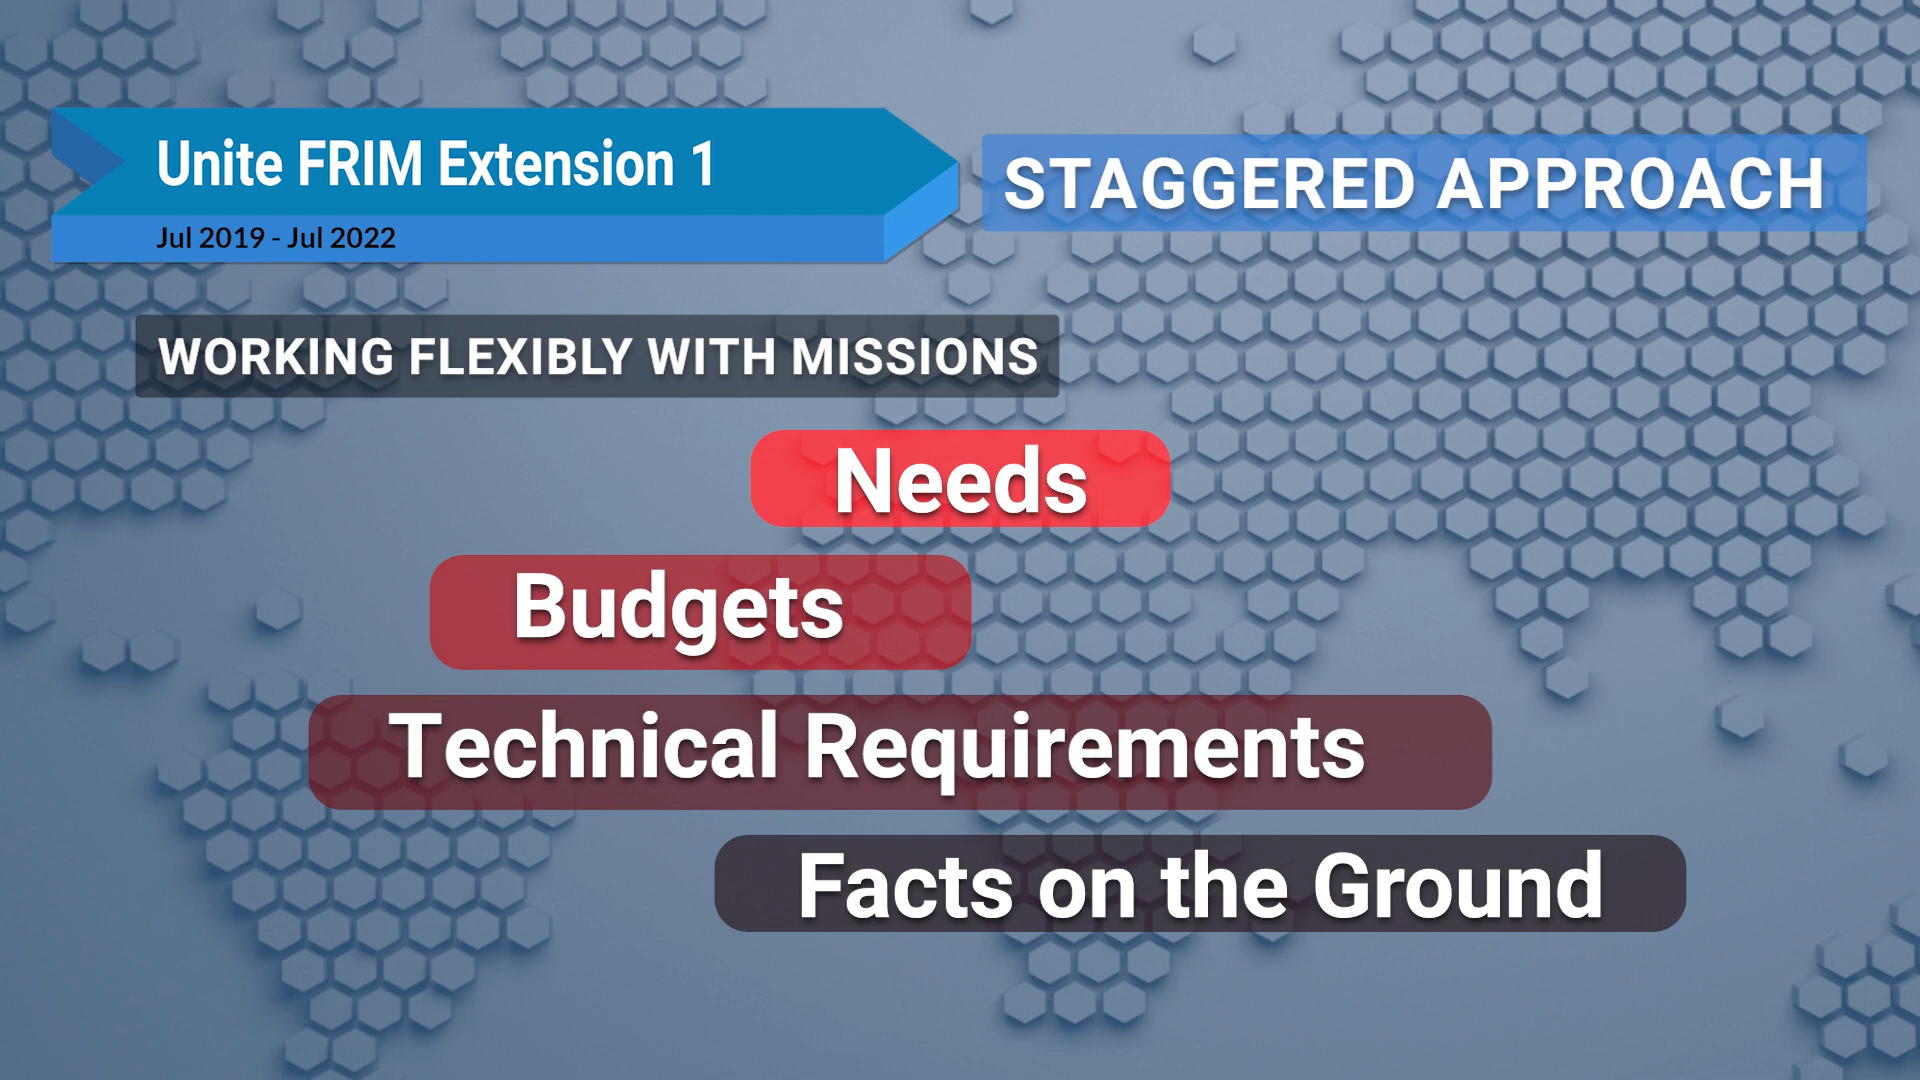 Unite FRIM Extension 1
Jul 2019 - Jul 2022
STAGGERED APPROACH
WORKING FLEXIBLY WITH MISSIONS
Needs
Budgets
Technical Requirements
Facts on the Ground